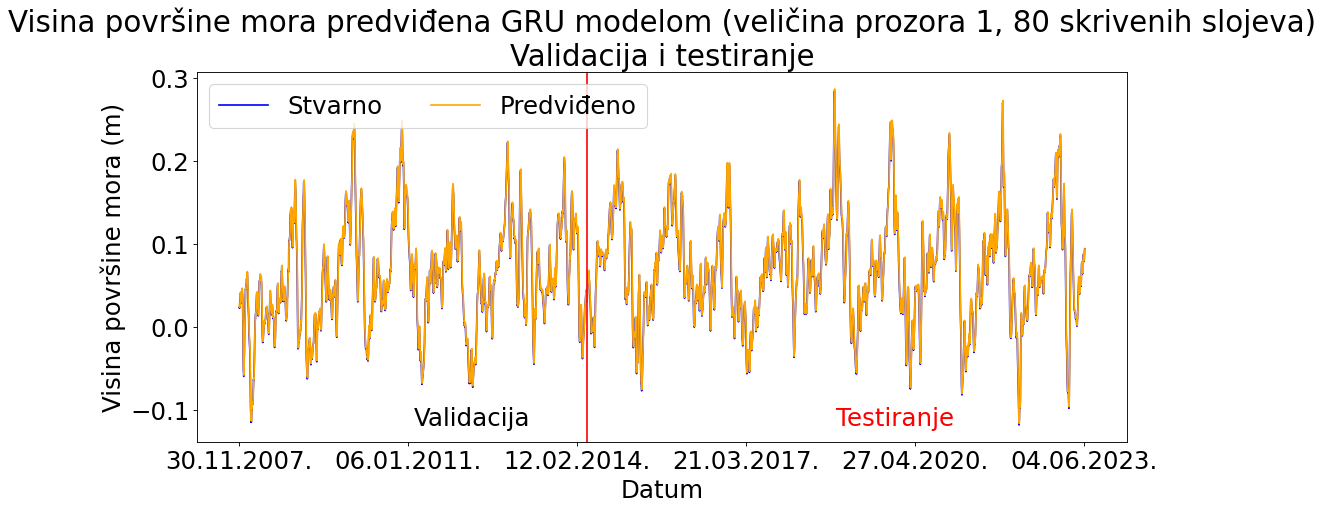 Visina površine mora predviđena GRU modelom (veličina prozora 1, 80 skrivenih slojeva)
Validacija i testiranje
Stvarno Predviđeno
Visina površine mora (m)
0.3
0.2
0.1
0.0
−0.1
Validacija Testiranje
30.11.2007. 06.01.2011. 12.02.2014. 21.03.2017. 27.04.2020. 04.06.2023.
Datum